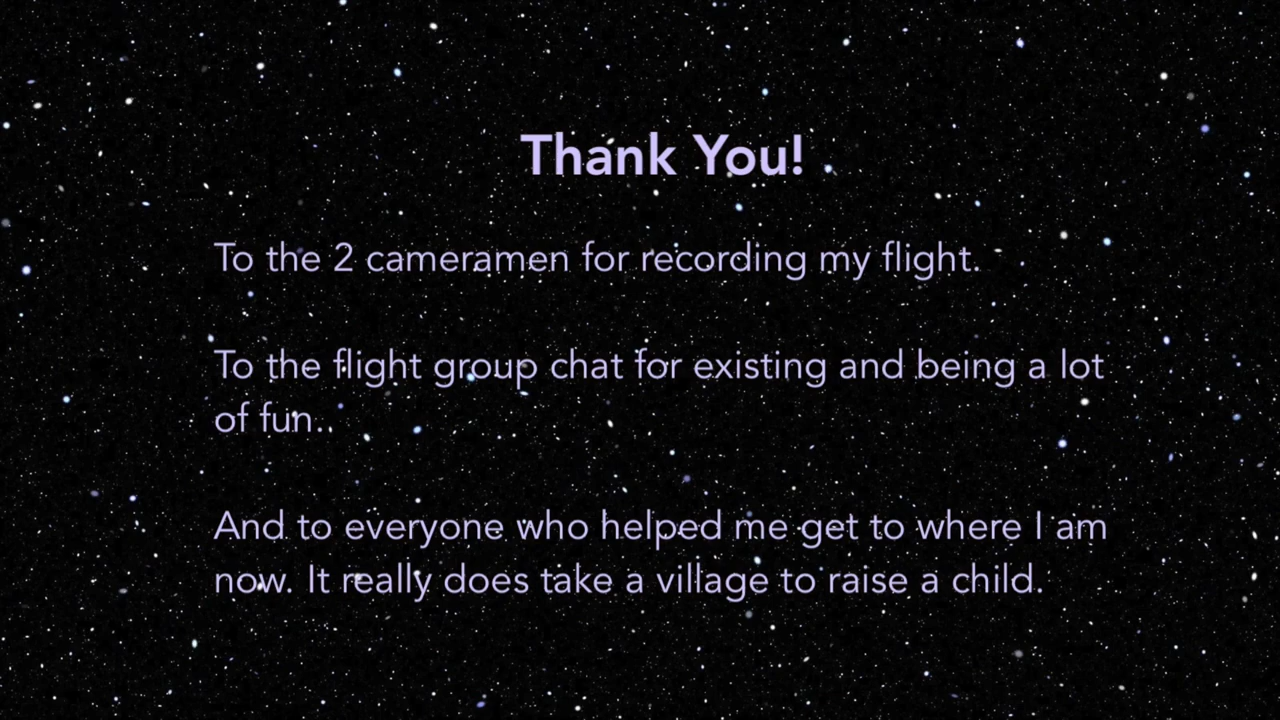 Thank You!
To the 2 cameramen for recording my flight.
To the flight group chat for existing and being a lot
of fun..
And to everyone who helped me get to where I am
now. It really does take a village to raise a child.